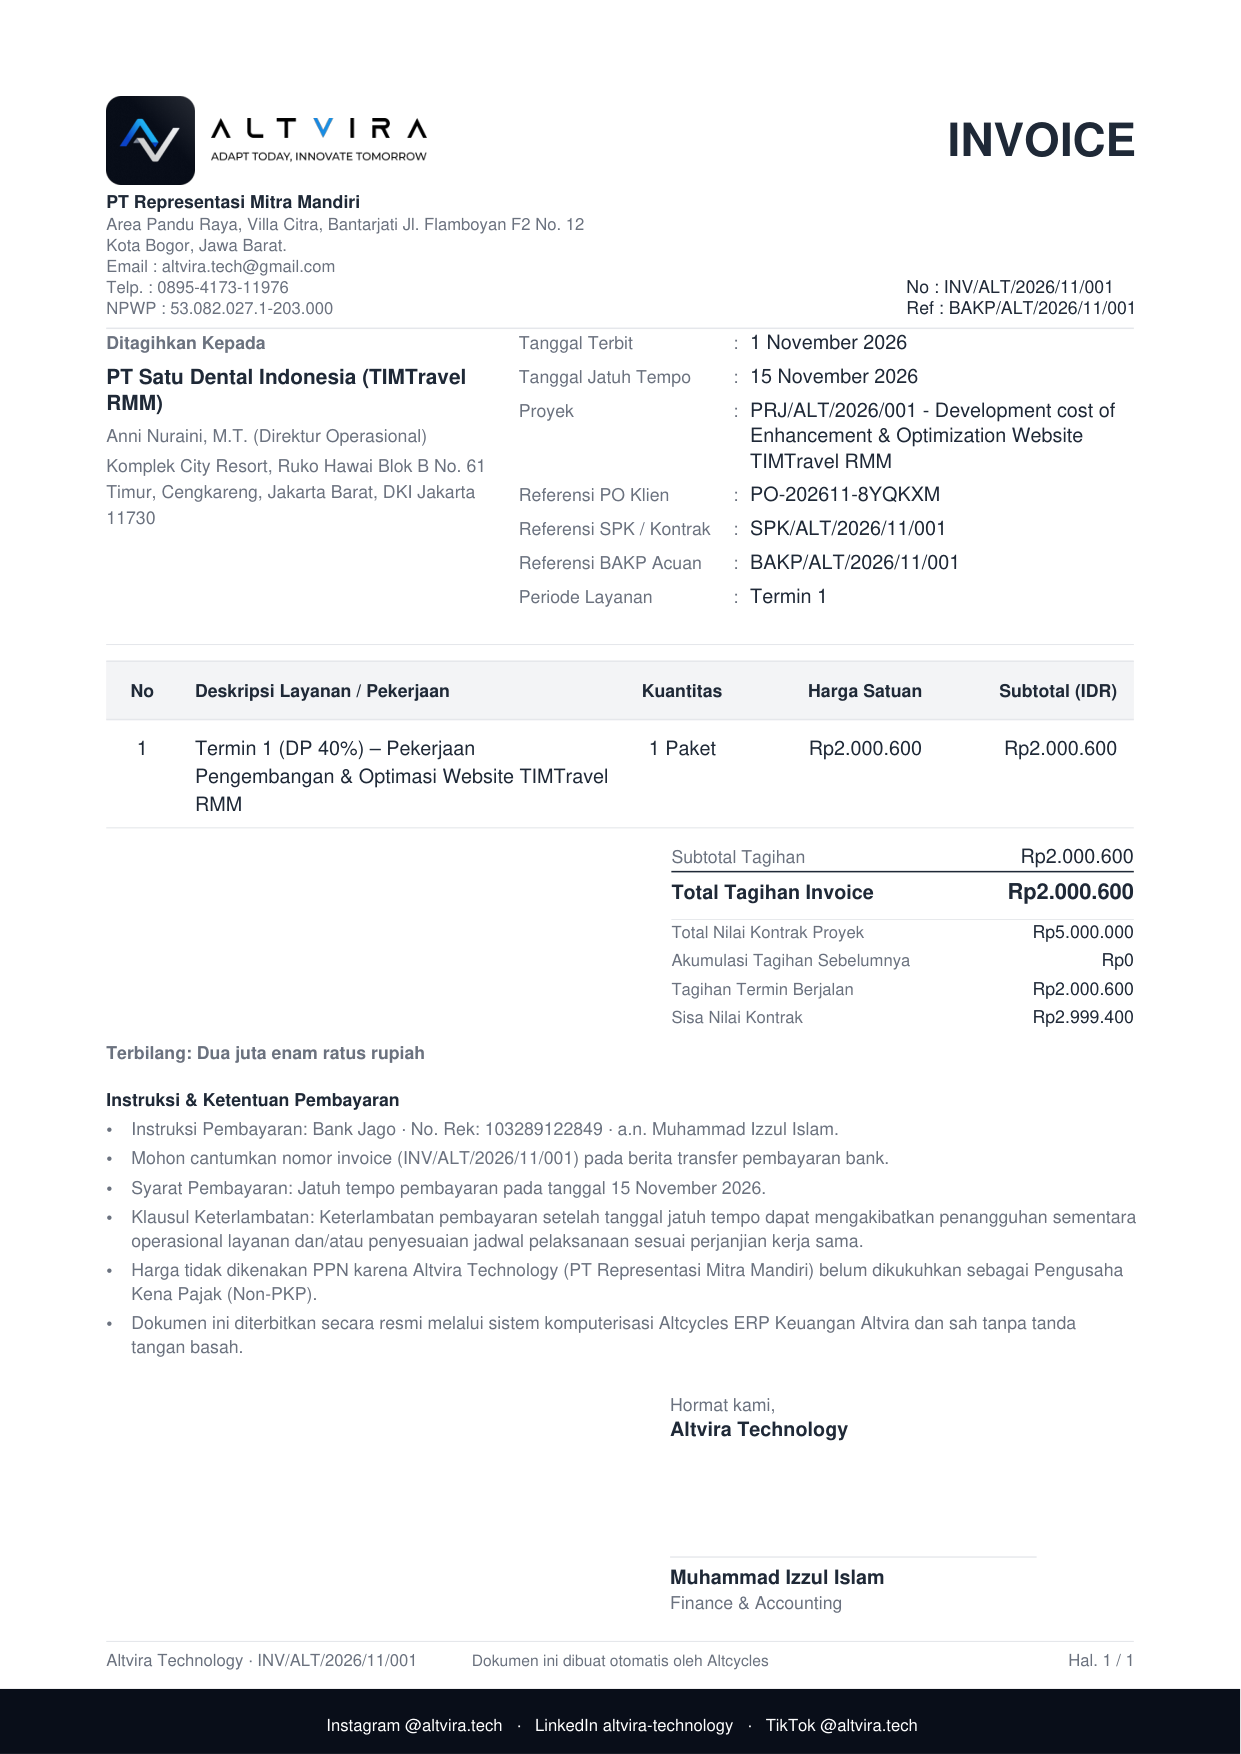 ALTVIRA
ADAPT TODAY, INNOVATE TOMORROW
INVOICE
PT Representasi Mitra Mandiri
Area Pandu Raya, Villa Citra, Bantarjati Jl. Flamboyan F2 No. 12
Kota Bogor, Jawa Barat.
Email : altvira.tech@gmail.com
Telp. : 0895-4173-11976
NPWP : 53.082.027.1-203.000
No : INV/ALT/2026/11/001
Ref : BAKP/ALT/2026/11/001
Ditagihkan Kepada
PT Satu Dental Indonesia (TIMTravel
RMM)
Anni Nuraini, M.T. (Direktur Operasional)
Komplek City Resort, Ruko Hawai Blok B No. 61
Timur, Cengkareng, Jakarta Barat, DKI Jakarta
11730
Tanggal Terbit : 1 November 2026
Tanggal Jatuh Tempo : 15 November 2026
Proyek : PRJ/ALT/2026/001 - Development cost of
Enhancement & Optimization Website
TIMTravel RMM
Referensi PO Klien : PO-202611-8YQKXM
Referensi SPK / Kontrak : SPK/ALT/2026/11/001
Referensi BAKP Acuan : BAKP/ALT/2026/11/001
Periode Layanan : Termin 1
No Deskripsi Layanan / Pekerjaan Kuantitas Harga Satuan Subtotal (IDR)
1 Termin 1 (DP 40%) – Pekerjaan 1 Paket Rp2.000.600 Rp2.000.600
Pengembangan & Optimasi Website TIMTravel
RMM
Subtotal Tagihan Rp2.000.600
Total Tagihan Invoice Rp2.000.600
Total Nilai Kontrak Proyek Rp5.000.000
Akumulasi Tagihan Sebelumnya Rp0
Tagihan Termin Berjalan Rp2.000.600
Sisa Nilai Kontrak Rp2.999.400
Terbilang: Dua juta enam ratus rupiah
Instruksi & Ketentuan Pembayaran
• Instruksi Pembayaran: Bank Jago · No. Rek: 103289122849 · a.n. Muhammad Izzul Islam.
• Mohon cantumkan nomor invoice (INV/ALT/2026/11/001) pada berita transfer pembayaran bank.
• Syarat Pembayaran: Jatuh tempo pembayaran pada tanggal 15 November 2026.
• Klausul Keterlambatan: Keterlambatan pembayaran setelah tanggal jatuh tempo dapat mengakibatkan penangguhan sementara
operasional layanan dan/atau penyesuaian jadwal pelaksanaan sesuai perjanjian kerja sama.
• Harga tidak dikenakan PPN karena Altvira Technology (PT Representasi Mitra Mandiri) belum dikukuhkan sebagai Pengusaha
Kena Pajak (Non-PKP).
• Dokumen ini diterbitkan secara resmi melalui sistem komputerisasi Altcycles ERP Keuangan Altvira dan sah tanpa tanda
tangan basah.
Hormat kami,
Altvira Technology
Muhammad Izzul Islam
Finance & Accounting
Altvira Technology · INV/ALT/2026/11/001 Dokumen ini dibuat otomatis oleh Altcycles Hal. 1 / 1
Instagram @altvira.tech · LinkedIn altvira-technology · TikTok @altvira.tech